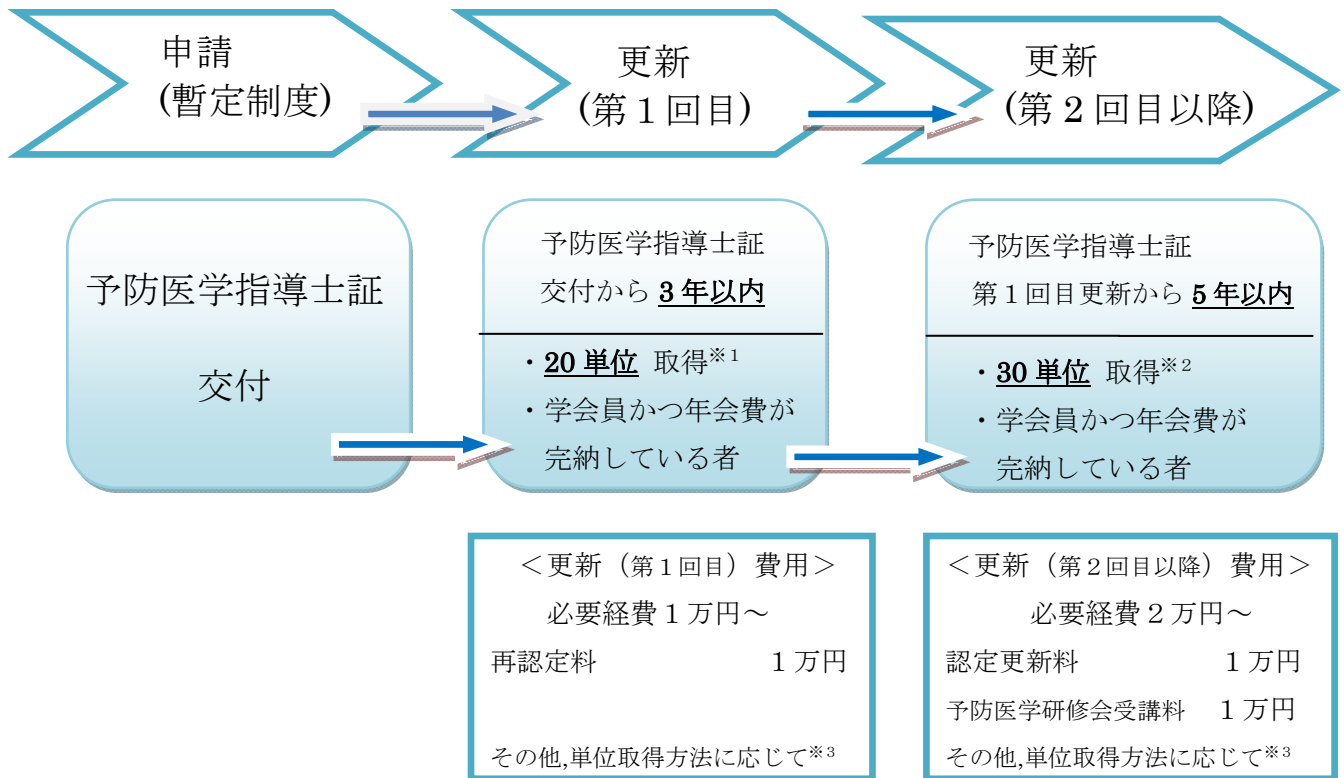 申請
(暫定制度)
更新
(第１回目)
更新
(第２回目以降)
予防医学指導士証
交付
予防医学指導士証
交付から 3 年以内
・20 単位 取得※1
・学会員かつ年会費が
完納している者
予防医学指導士証
第１回目更新から 5 年以内
・30 単位 取得※2
・学会員かつ年会費が
完納している者
＜更新（第１回目）費用＞
必要経費１万円～
再認定料 １万円
その他,単位取得方法に応じて※3
＜更新（第２回目以降）費用＞
必要経費２万円～
認定更新料 １万円
予防医学研修会受講料 １万円
その他,単位取得方法に応じて※3